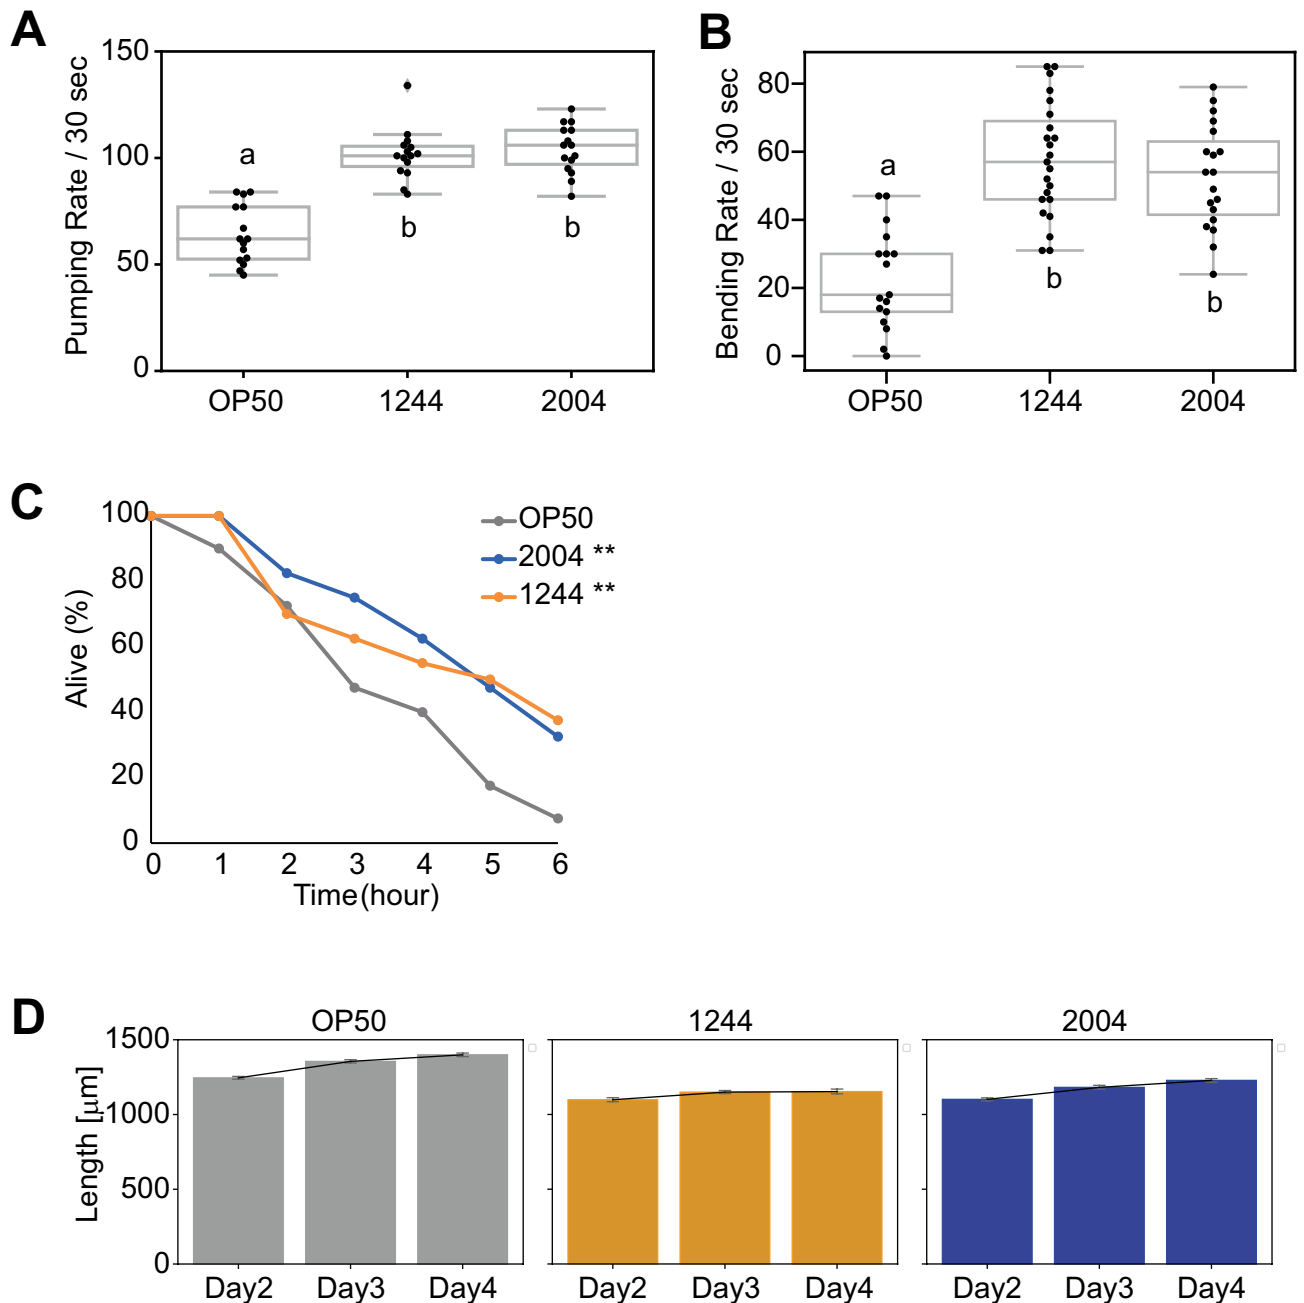 A
Pumping Rate / 30 sec
150
100
50
0
a
b
b
OP50
1244
2004
B
Bending Rate / 30 sec
80
60
40
20
0
a
b
b
OP50
1244
2004
C
Alive (%)
100
80
60
40
20
0
OP50
2004 **
1244 **
0 1 2 3 4 5 6
Time (hour)
D
OP50
1244
2004
Length [µm]
1500
1000
500
0
Day2 Day3 Day4
Day2 Day3 Day4
Day2 Day3 Day4